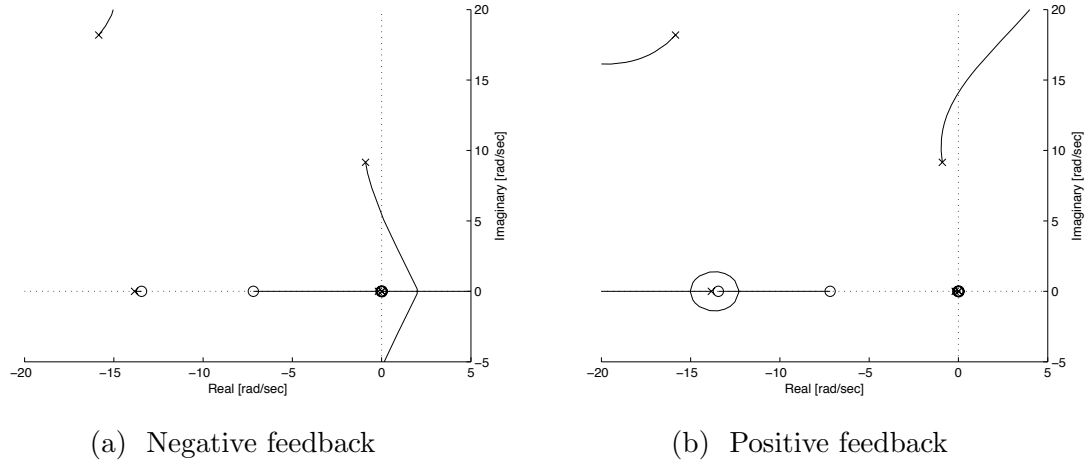 20
15
10
5
0
−5
Imaginary [rad/sec]
−20 −15 −10 −5 0 5
Real [rad/sec]
(a) Negative feedback
20
15
10
5
0
−5
Imaginary [rad/sec]
−20 −15 −10 −5 0 5
Real [rad/sec]
(b) Positive feedback